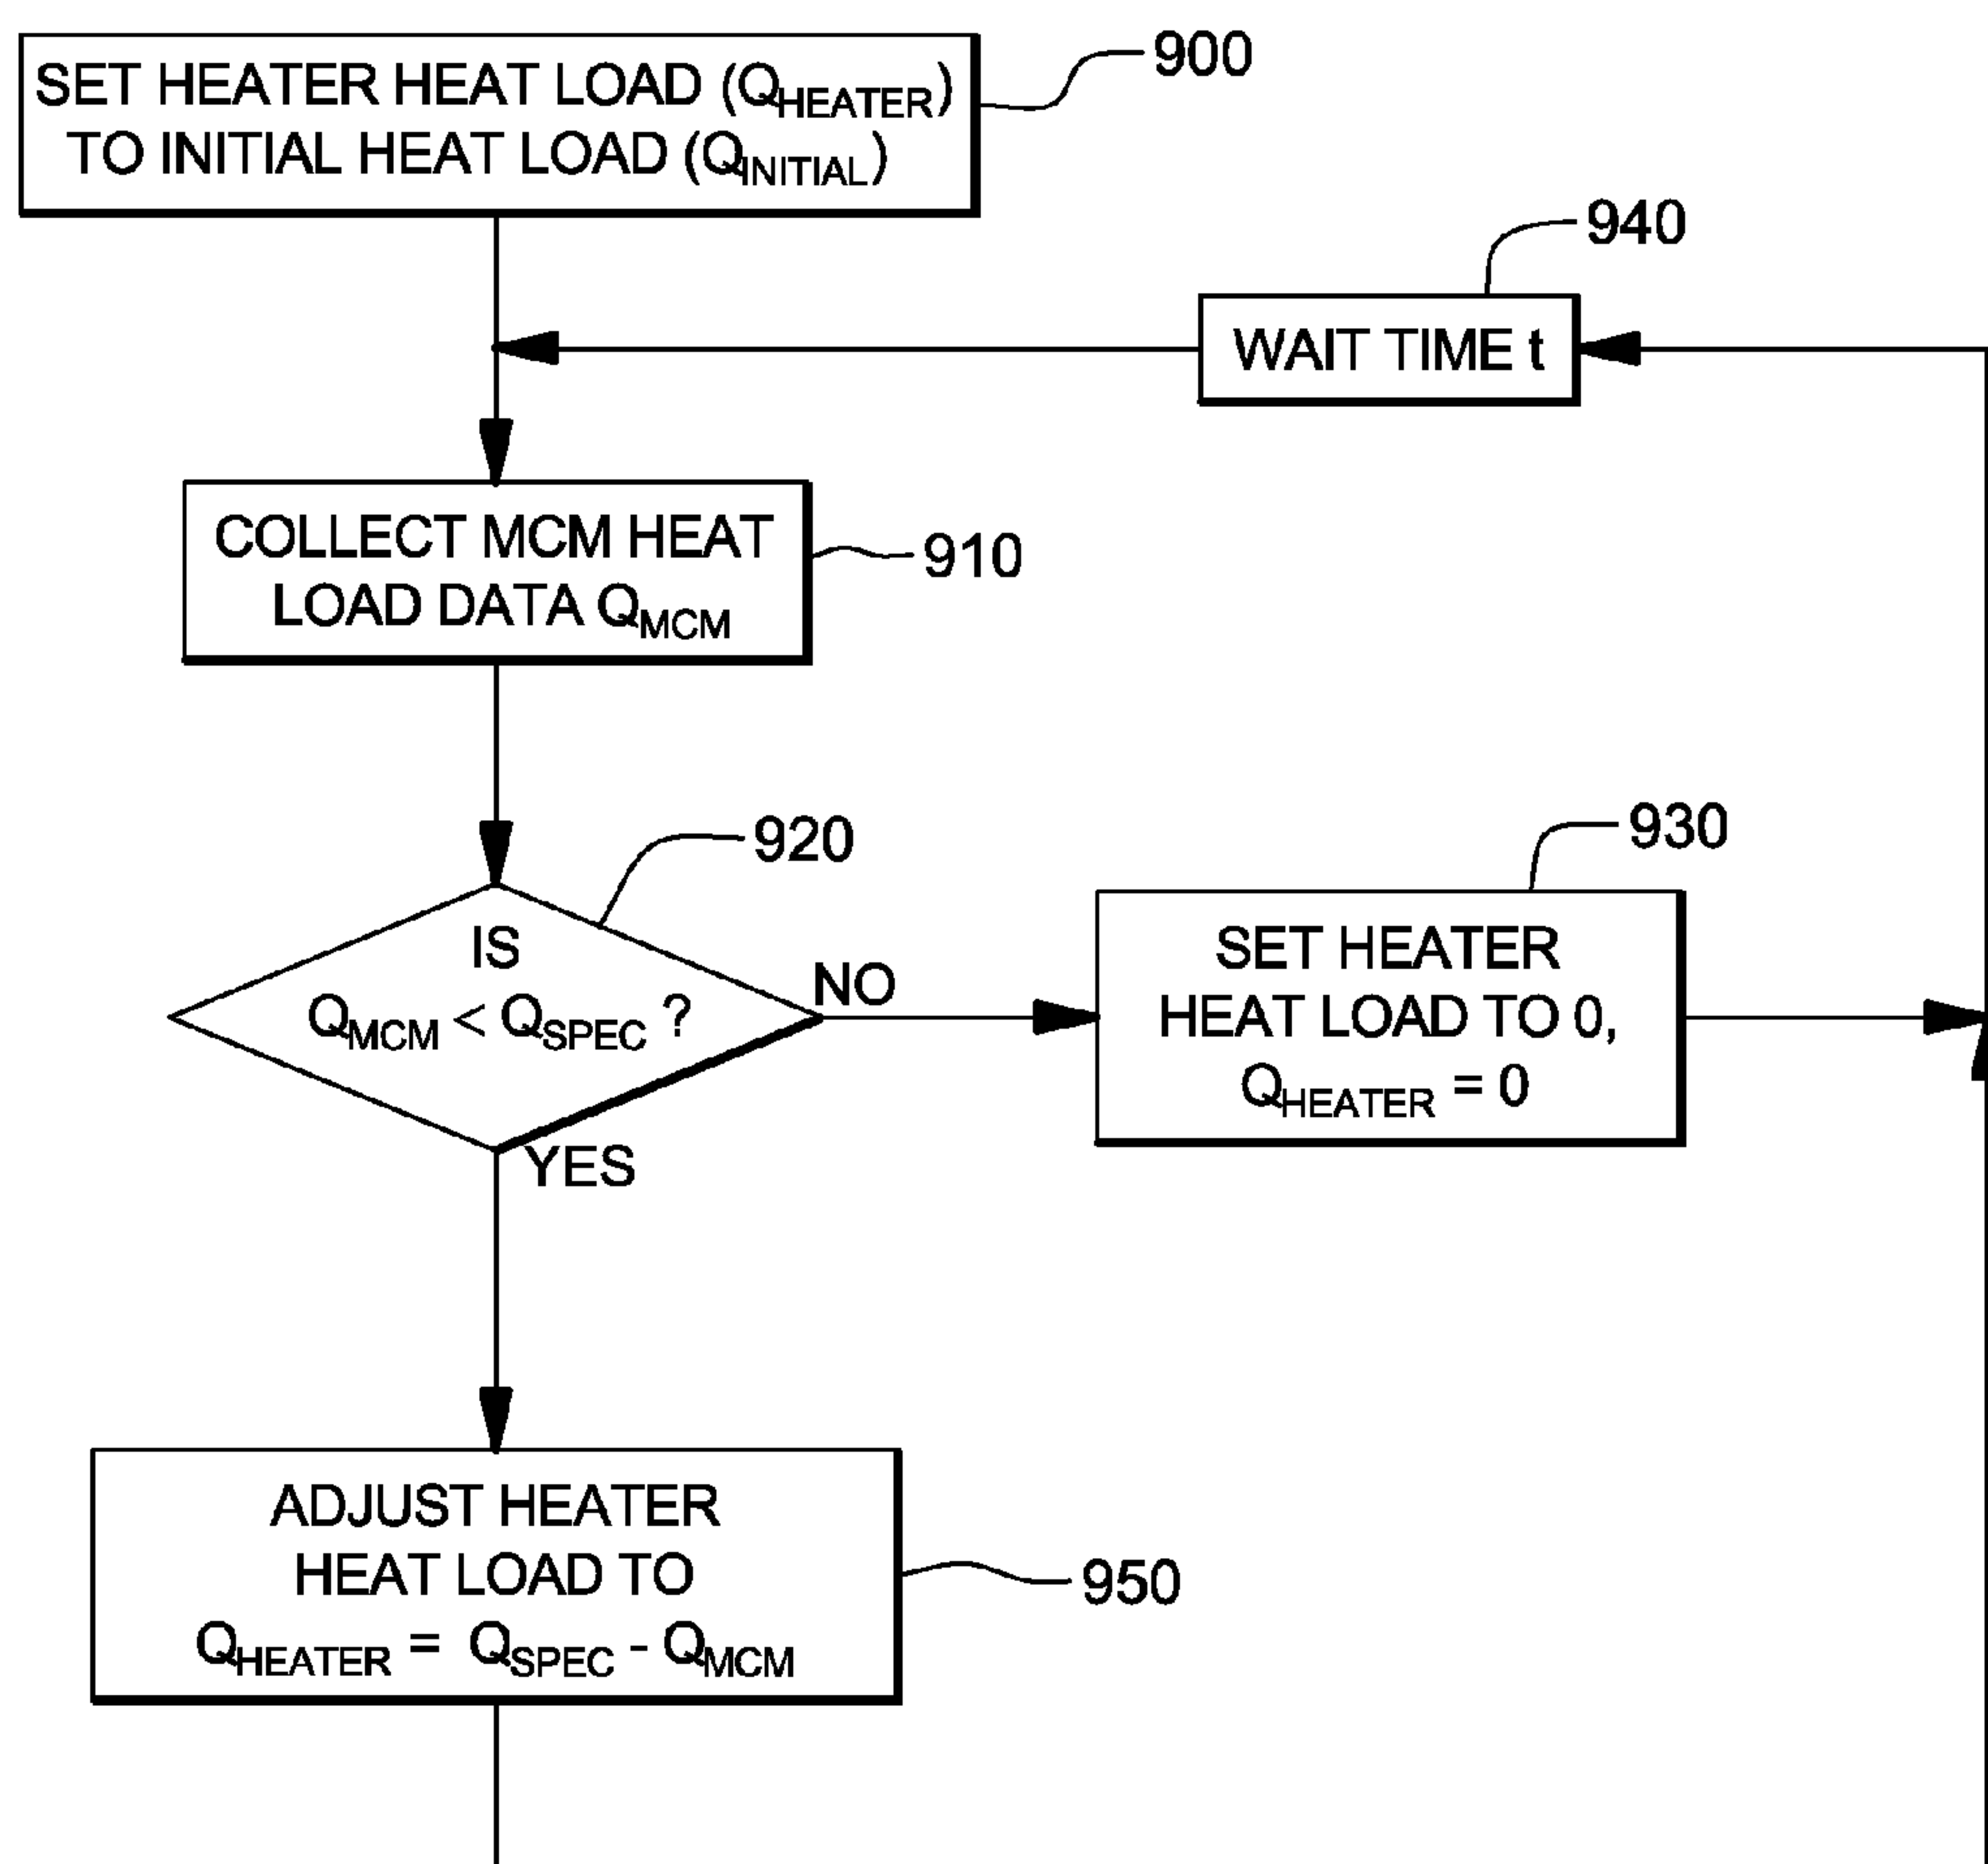 SET HEATER HEAT LOAD (QHEATER)
TO INITIAL HEAT LOAD (QINITIAL)
900
940
WAIT TIME t
COLLECT MCM HEAT
LOAD DATA QMCM
910
920
IS
QMCM < QSPEC ?
NO
YES
930
SET HEATER
HEAT LOAD TO 0,
QHEATER = 0
ADJUST HEATER
HEAT LOAD TO
QHEATER = QSPEC - QMCM
950